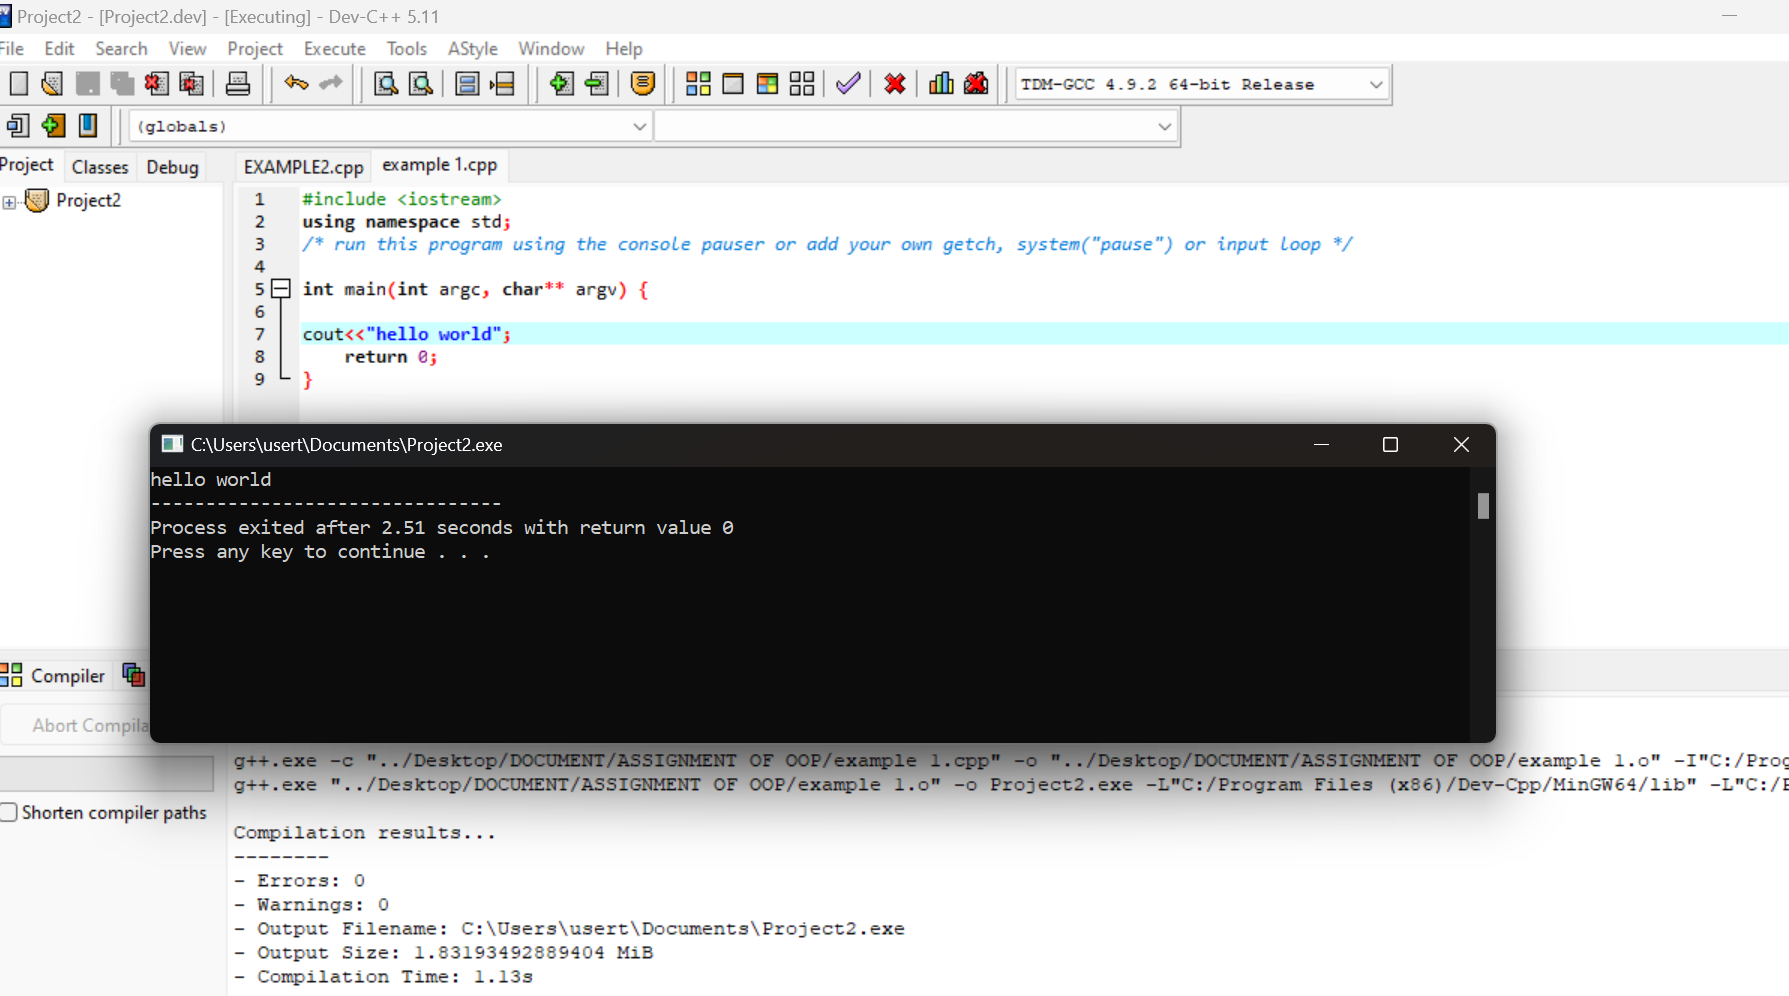 Project2 - [Project2.dev] - [Executing] - Dev-C++ 5.11
File Edit Search View Project Execute Tools AStyle Window Help
TDM-GCC 4.9.2 64-bit Release
(globals)
Project Classes Debug EXAMPLE2.cpp example 1.cpp
Project2
1 #include <iostream>
2 using namespace std;
3 /* run this program using the console pauser or add your own getch, system("pause") or input loop */
4
5 int main(int argc, char** argv) {
6
7 cout<<"hello world";
8 return 0;
9 }
C:\Users\usert\Documents\Project2.exe
hello world
--------------------------------
Process exited after 2.51 seconds with return value 0
Press any key to continue . . .
Compiler
Abort Compila
g++.exe -c "../Desktop/DOCUMENT/ASSIGNMENT OF OOP/example 1.cpp" -o "../Desktop/DOCUMENT/ASSIGNMENT OF OOP/example 1.o" -I"C:/Prog
g++.exe "../Desktop/DOCUMENT/ASSIGNMENT OF OOP/example 1.o" -o Project2.exe -L"C:/Program Files (x86)/Dev-Cpp/MinGW64/lib" -L"C:/P
Shorten compiler paths
Compilation results...
--------
- Errors: 0
- Warnings: 0
- Output Filename: C:\Users\usert\Documents\Project2.exe
- Output Size: 1.83193492889404 MiB
- Compilation Time: 1.13s